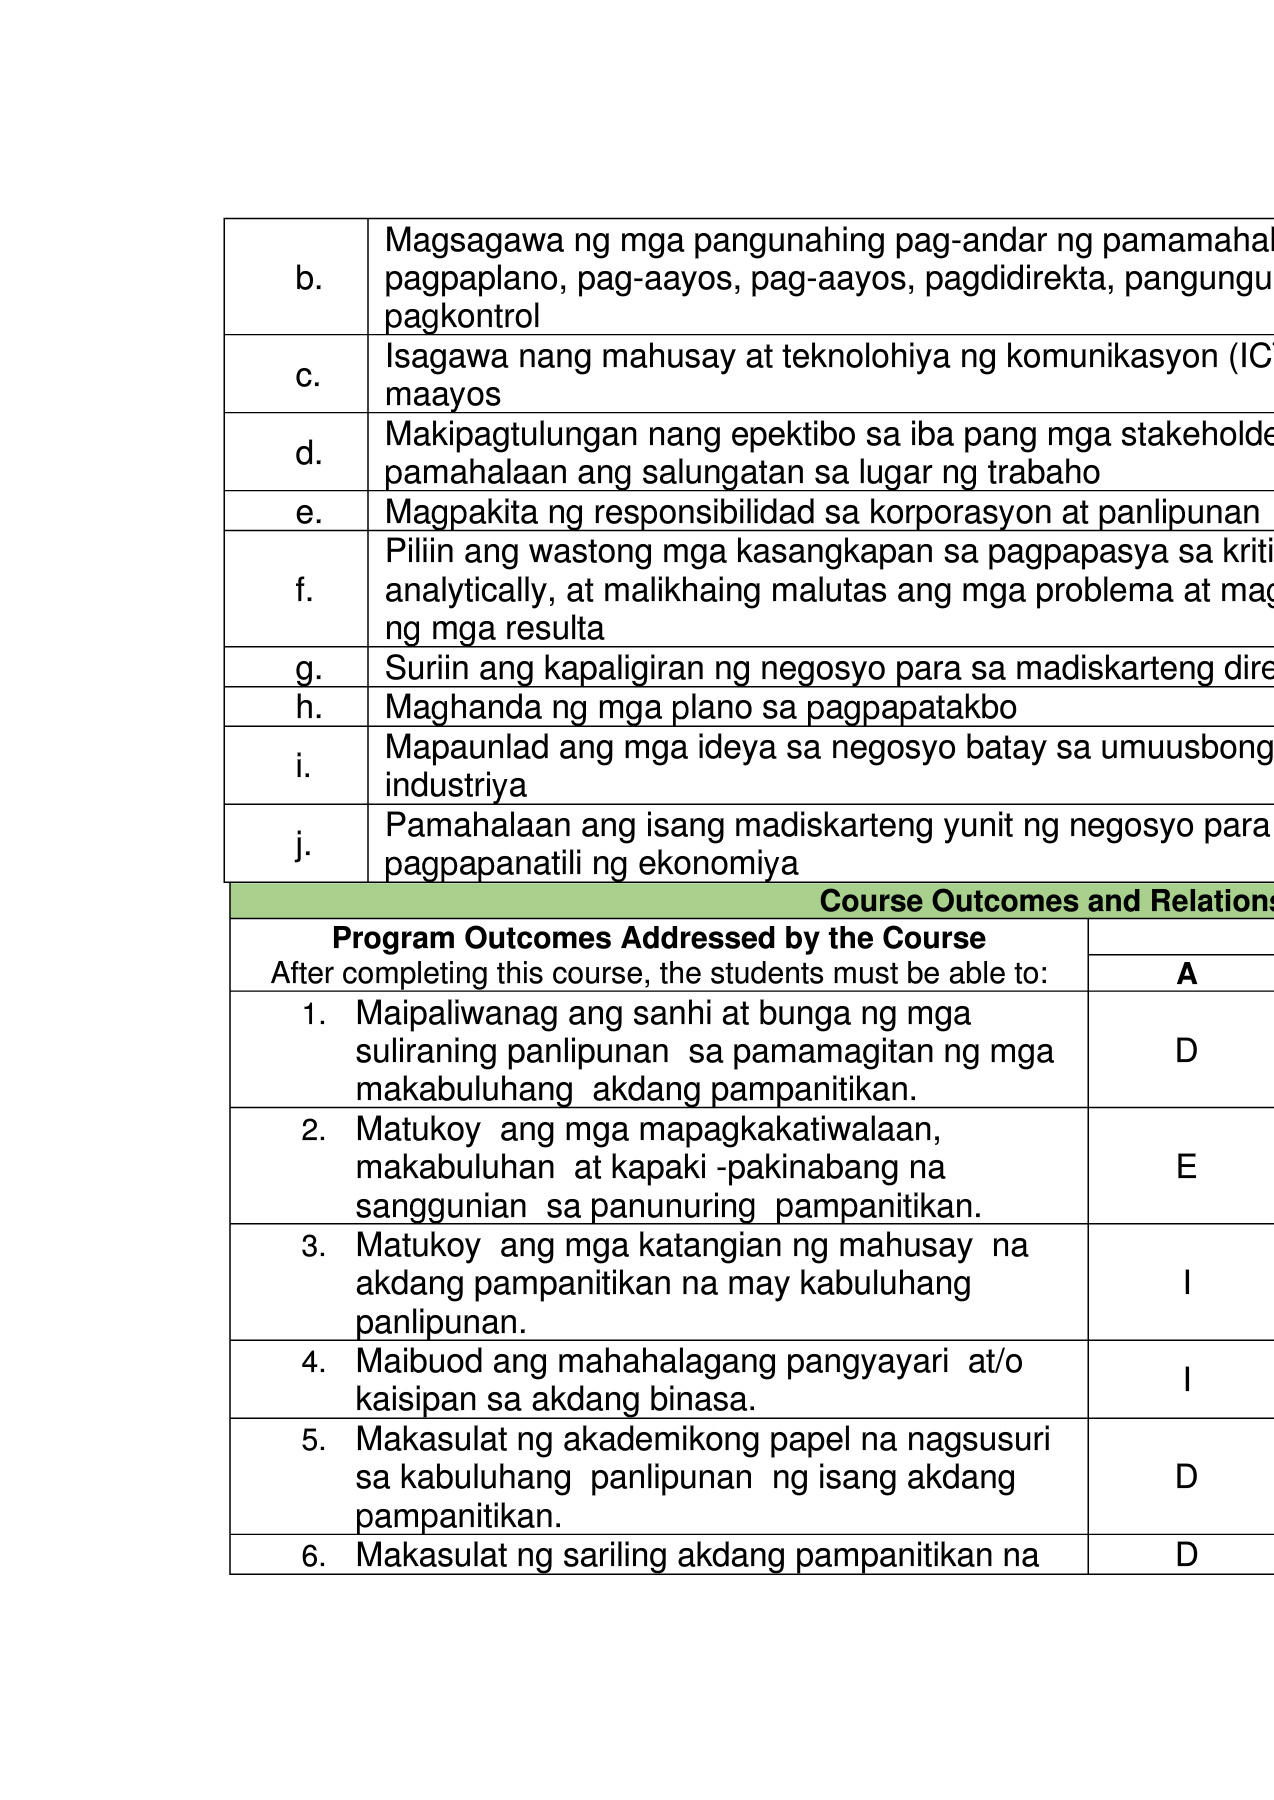 b.
Magsagawa ng mga pangunahing pag-andar ng
pagpaplano, pag-aayos, pag-aayos, pagdidirekta,
pagkontrol
c.
Isagawa nang mahusay at teknolohiya ng komunikasyon
maayos
d.
Makipagtulungan nang epektibo sa iba pang mga
pamahalaan ang salungatan sa lugar ng trabaho
e.
Magpakita ng responsibilidad sa korporasyon at panlipunan
f.
Piliin ang wastong mga kasangkapan sa pagpapasya sa
analytically, at malikhaing malutas ang mga problema at
ng mga resulta
g.
Suriin ang kapaligiran ng negosyo para sa madiskarteng
h.
Maghanda ng mga plano sa pagpapatakbo
i.
Mapaunlad ang mga ideya sa negosyo batay sa umuusbong
industriya
j.
Pamahalaan ang isang madiskarteng yunit ng negosyo para
pagpapanatili ng ekonomiya
Course Outcomes and
Program Outcomes Addressed by the Course
After completing this course, the students must be able to:
A
1. Maipaliwanag ang sanhi at bunga ng mga
suliraning panlipunan sa pamamagitan ng mga
makabuluhang akdang pampanitikan.
D
2. Matukoy ang mga mapagkakatiwalaan,
makabuluhan at kapaki -pakinabang na
sanggunian sa panunuring pampanitikan.
E
3. Matukoy ang mga katangian ng mahusay na
akdang pampanitikan na may kabuluhang
panlipunan.
I
4. Maibuod ang mahahalagang pangyayari at/o
kaisipan sa akdang binasa.
I
5. Makasulat ng akademikong papel na nagsusuri
sa kabuluhang panlipunan ng isang akdang
pampanitikan.
D
6. Makasulat ng sariling akdang pampanitikan na
D